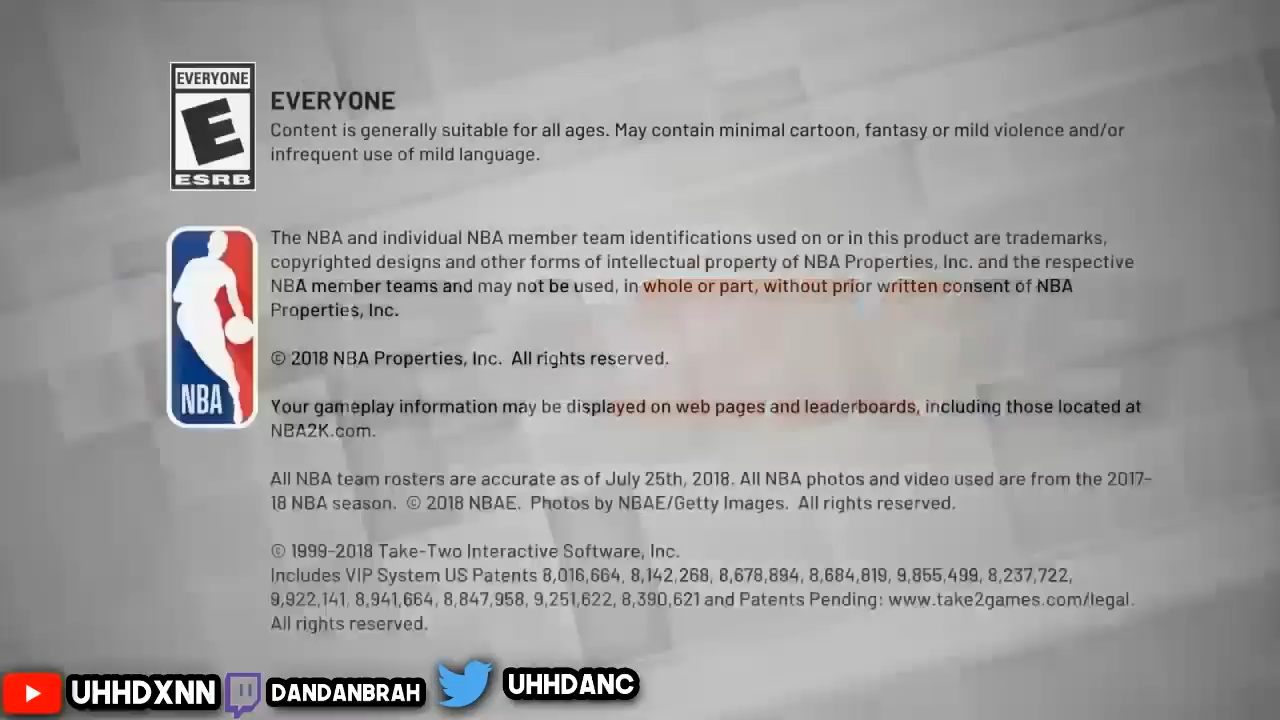 EVERYONE
E
ESRB
EVERYONE
Content is generally suitable for all ages. May contain minimal cartoon, fantasy or mild violence and/or
infrequent use of mild language.
NBA
The NBA and individual NBA member team identifications used on or in this product are trademarks,
copyrighted designs and other forms of intellectual property of NBA Properties, Inc. and the respective
NBA member teams and may not be used, in whole or part, without prior written consent of NBA
Properties, Inc.
© 2018 NBA Properties, Inc. All rights reserved.
Your gameplay information may be displayed on web pages and leaderboards, including those located at
NBA2K.com.
All NBA team rosters are accurate as of July 25th, 2018. All NBA photos and video used are from the 2017-
18 NBA season. © 2018 NBAE. Photos by NBAE/Getty Images. All rights reserved.
© 1999-2018 Take-Two Interactive Software, Inc.
Includes VIP System US Patents 8,016,664, 8,142,268, 8,678,894, 8,684,819, 9,855,499, 8,237,722,
9,922,141, 8,941,664, 8,847,958, 9,251,622, 8,390,621 and Patents Pending: www.take2games.com/legal.
All rights reserved.
UHHDXNN DANDANBRAH UHHDANC